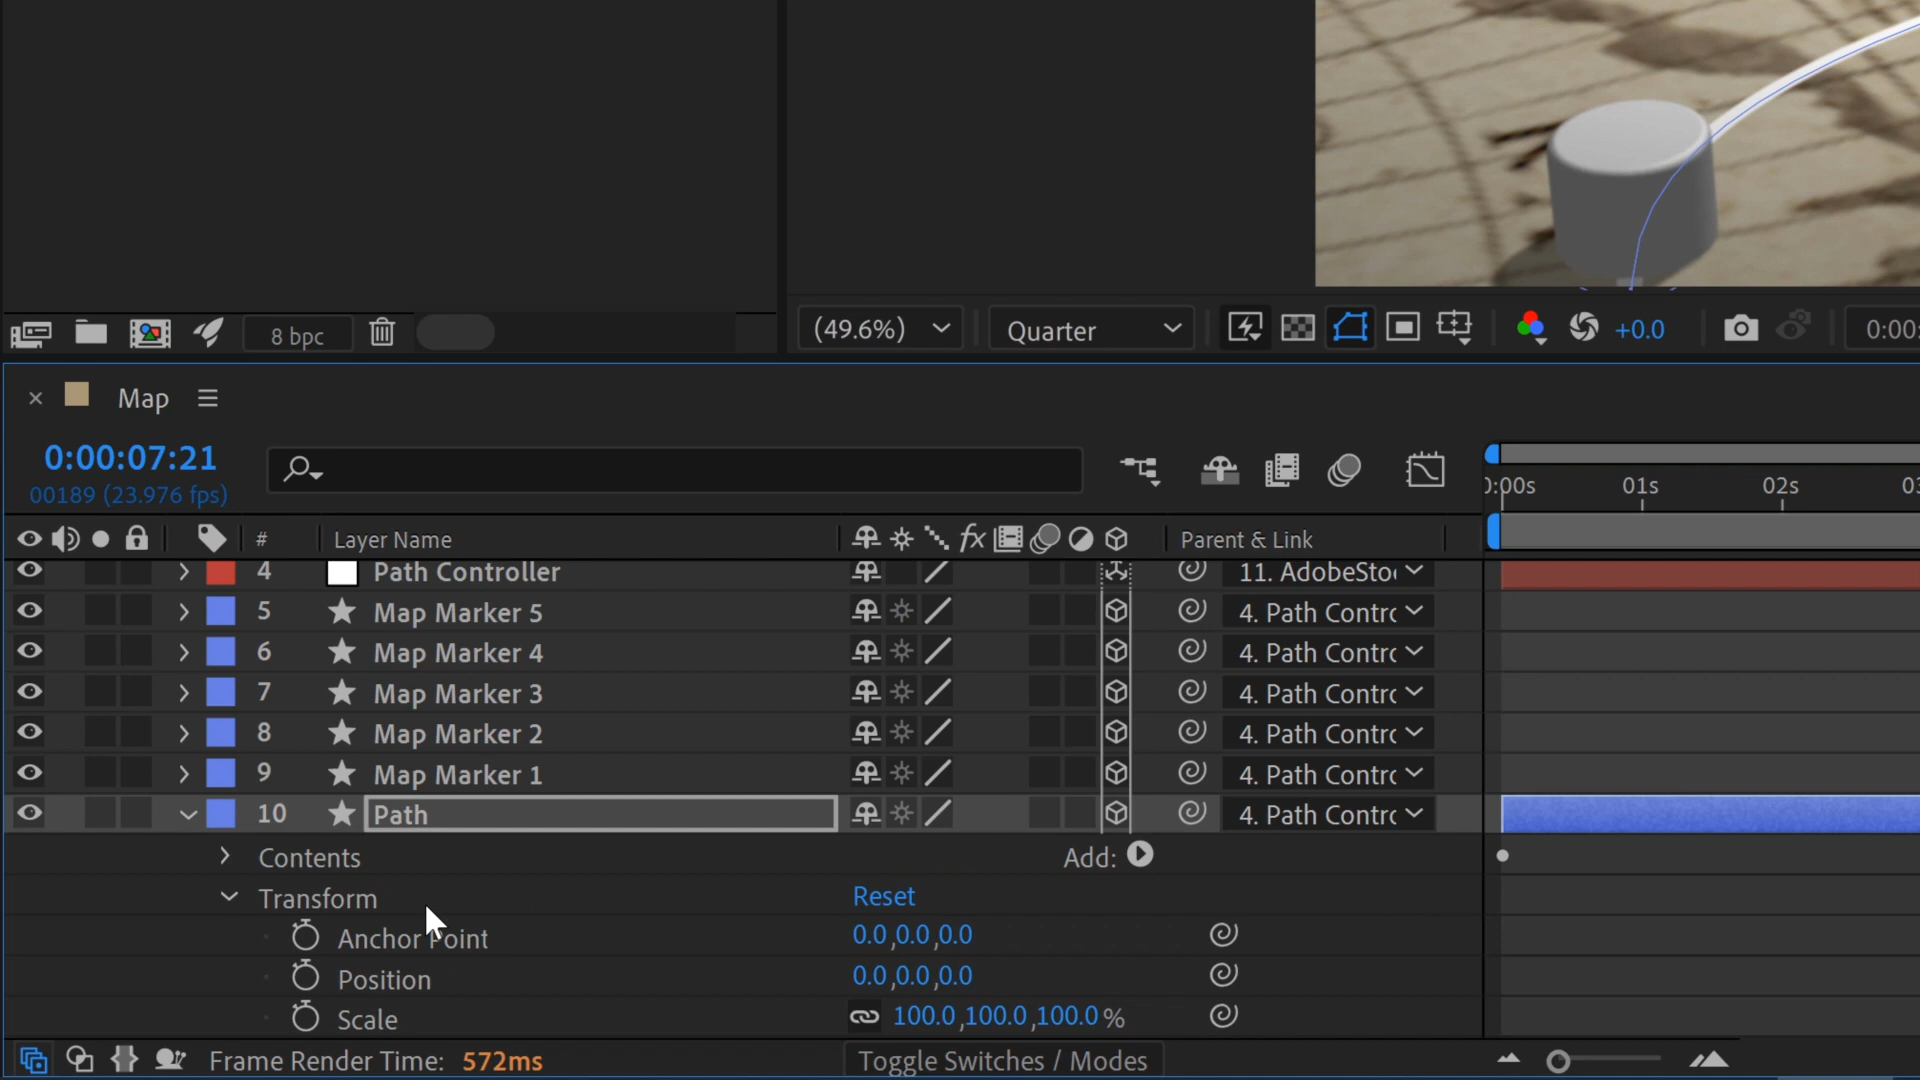 8 bpc
(49.6%)
Quarter
+0.0
0:00:
Map
0:00:07:21
00189 (23.976 fps)
):00s
01s
02s
03
#
Layer Name
fx
Parent & Link
4
Path Controller
11. AdobeSto
5
Map Marker 5
4. Path Contr
6
Map Marker 4
4. Path Contr
7
Map Marker 3
4. Path Contr
8
Map Marker 2
4. Path Contr
9
Map Marker 1
4. Path Contr
10
Path
4. Path Contr
Contents
Add:
Transform
Reset
Anchor Point
0.0,0.0,0.0
Position
0.0,0.0,0.0
Scale
100.0,100.0,100.0%
Frame Render Time: 572ms
Toggle Switches / Modes